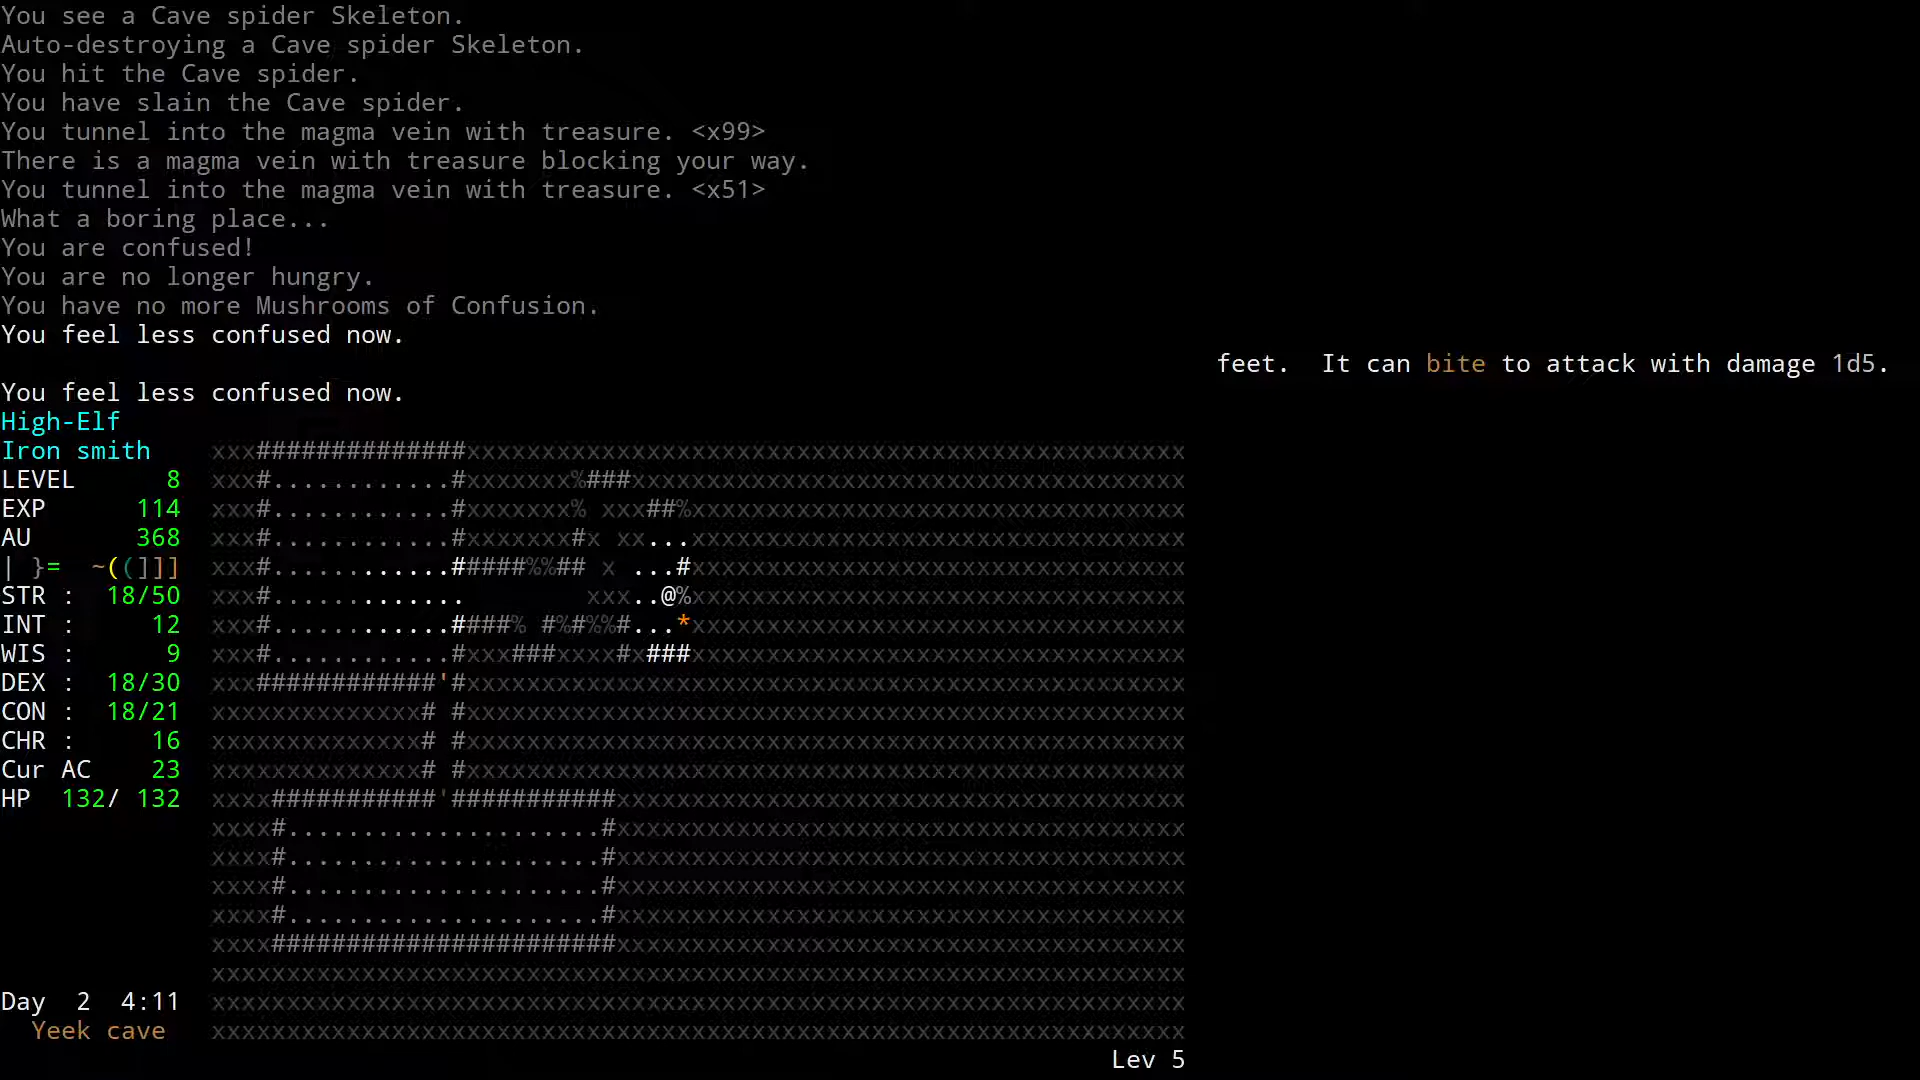 You see a Cave spider Skeleton.
Auto-destroying a Cave spider Skeleton.
You hit the Cave spider.
You have slain the Cave spider.
You tunnel into the magma vein with treasure. <x99>
There is a magma vein with treasure blocking your way.
You tunnel into the magma vein with treasure. <x51>
What a boring place...
You are confused!
You are no longer hungry.
You have no more Mushrooms of Confusion.
You feel less confused now.
feet.  It can bite to attack with damage 1d5.
You feel less confused now.
High-Elf
Iron smith
LEVEL 8
EXP 114
AU 368
| }= ~((]]]
STR : 18/50
INT : 12
WIS : 9
DEX : 18/30
CON : 18/21
CHR : 16
Cur AC 23
HP 132/ 132
Day 2 4:11
Yeek cave
Lev 5